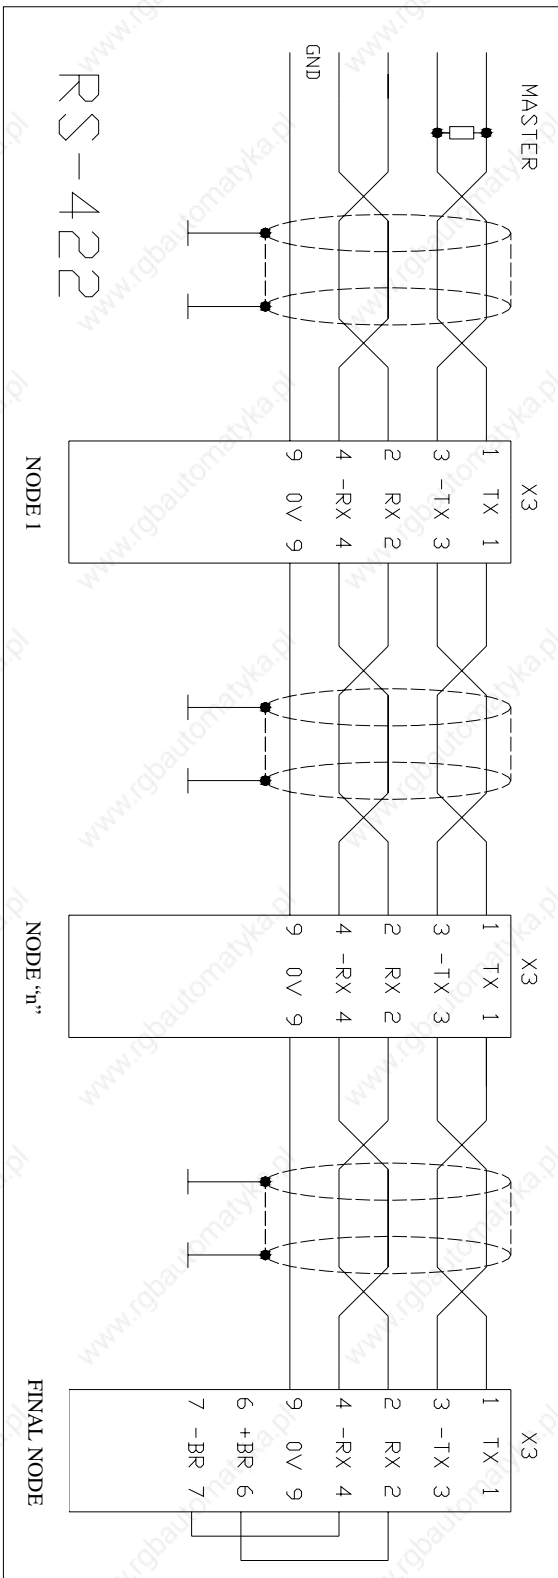 RS-422
MASTER
GND
X3
1 TX 1
3 -TX 3
2 RX 2
4 -RX 4
9 0V 9
NODE 1
X3
1 TX 1
3 -TX 3
2 RX 2
4 -RX 4
9 0V 9
NODE “n”
X3
1 TX 1
3 -TX 3
2 RX 2
4 -RX 4
9 0V 9
6 +BR 6
7 -BR 7
FINAL NODE
www.rgbautomatyka.pl